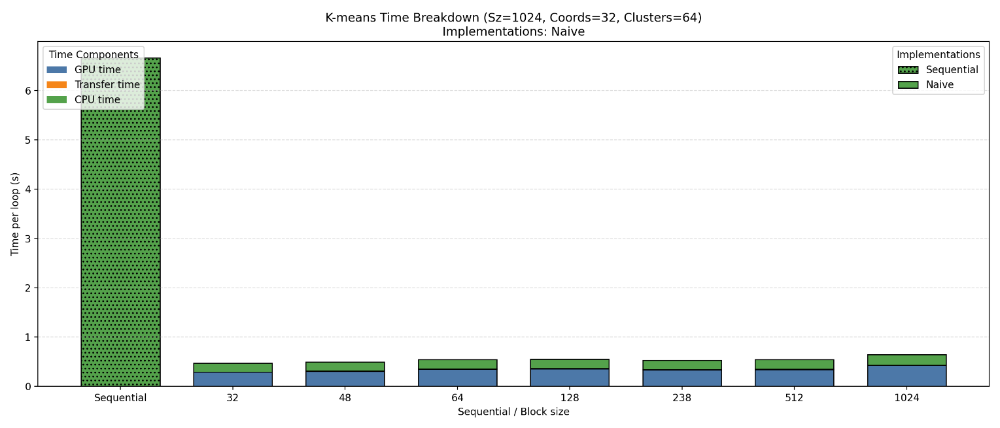 K-means Time Breakdown (Sz=1024, Coords=32, Clusters=64)
Implementations: Naive
Time Components
GPU time
Transfer time
CPU time
Implementations
Sequential
Naive
Time per loop (s)
6
5
4
3
2
1
0
Sequential 32 48 64 128 238 512 1024
Sequential / Block size